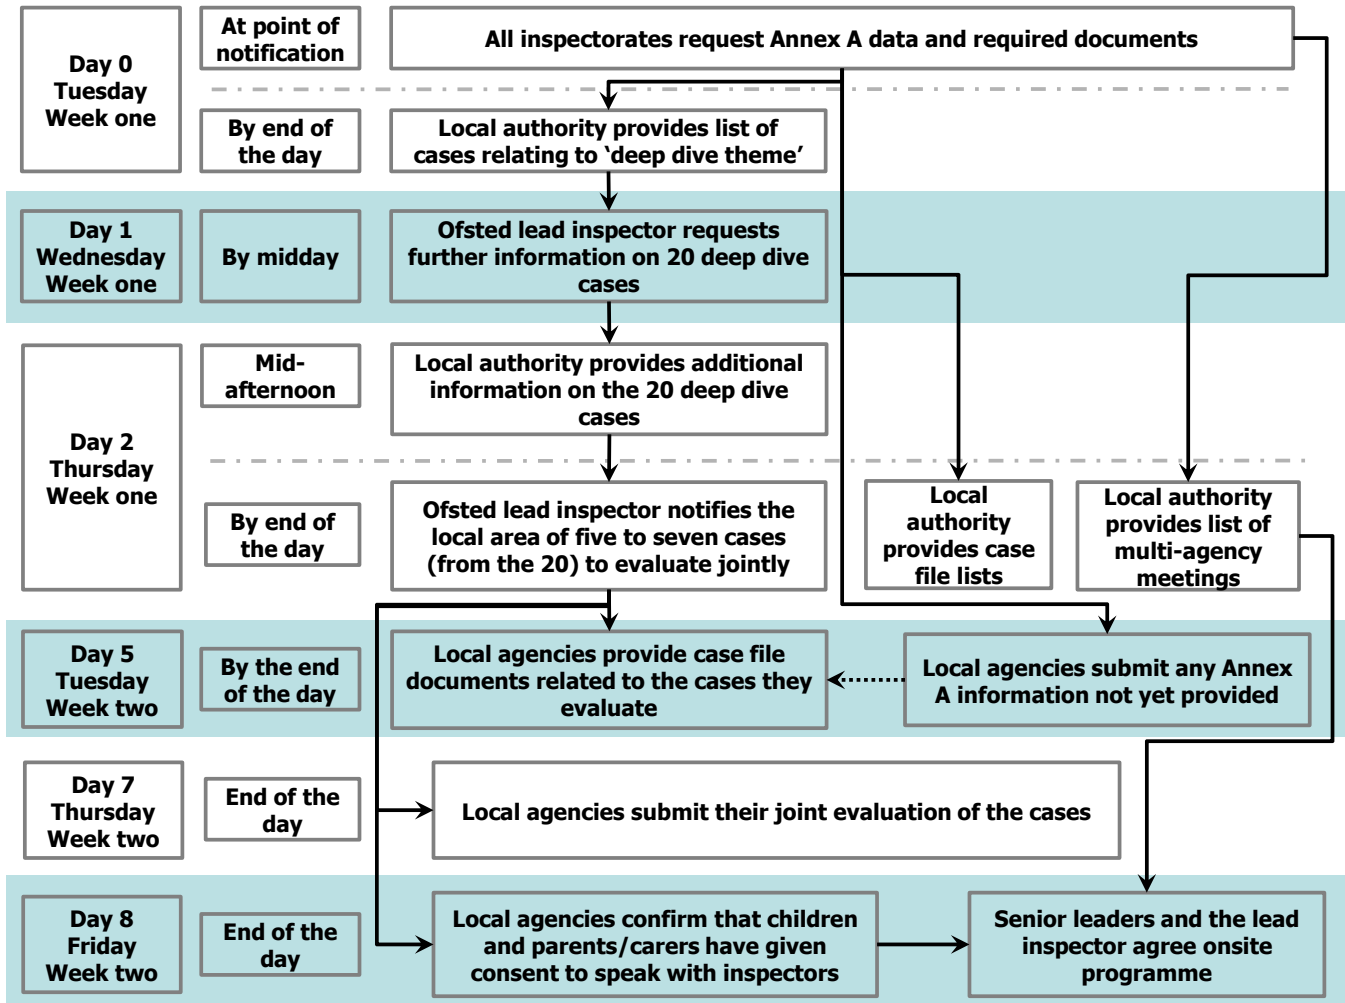 Day 0
Tuesday
Week one
At point of
notification
All inspectorates request Annex A data and required documents
By end of
the day
Local authority provides list of
cases relating to ‘deep dive theme’
Day 1
Wednesday
Week one
By midday
Ofsted lead inspector requests
further information on 20 deep dive
cases
Day 2
Thursday
Week one
Mid-
afternoon
Local authority provides additional
information on the 20 deep dive
cases
By end of
the day
Ofsted lead inspector notifies the
local area of five to seven cases
(from the 20) to evaluate jointly
Local
authority
provides case
file lists
Local authority
provides list of
multi-agency
meetings
Day 5
Tuesday
Week two
By the end
of the day
Local agencies provide case file
documents related to the cases they
evaluate
Local agencies submit any Annex
A information not yet provided
Day 7
Thursday
Week two
End of the
day
Local agencies submit their joint evaluation of the cases
Day 8
Friday
Week two
End of the
day
Local agencies confirm that children
and parents/carers have given
consent to speak with inspectors
Senior leaders and the lead
inspector agree onsite
programme